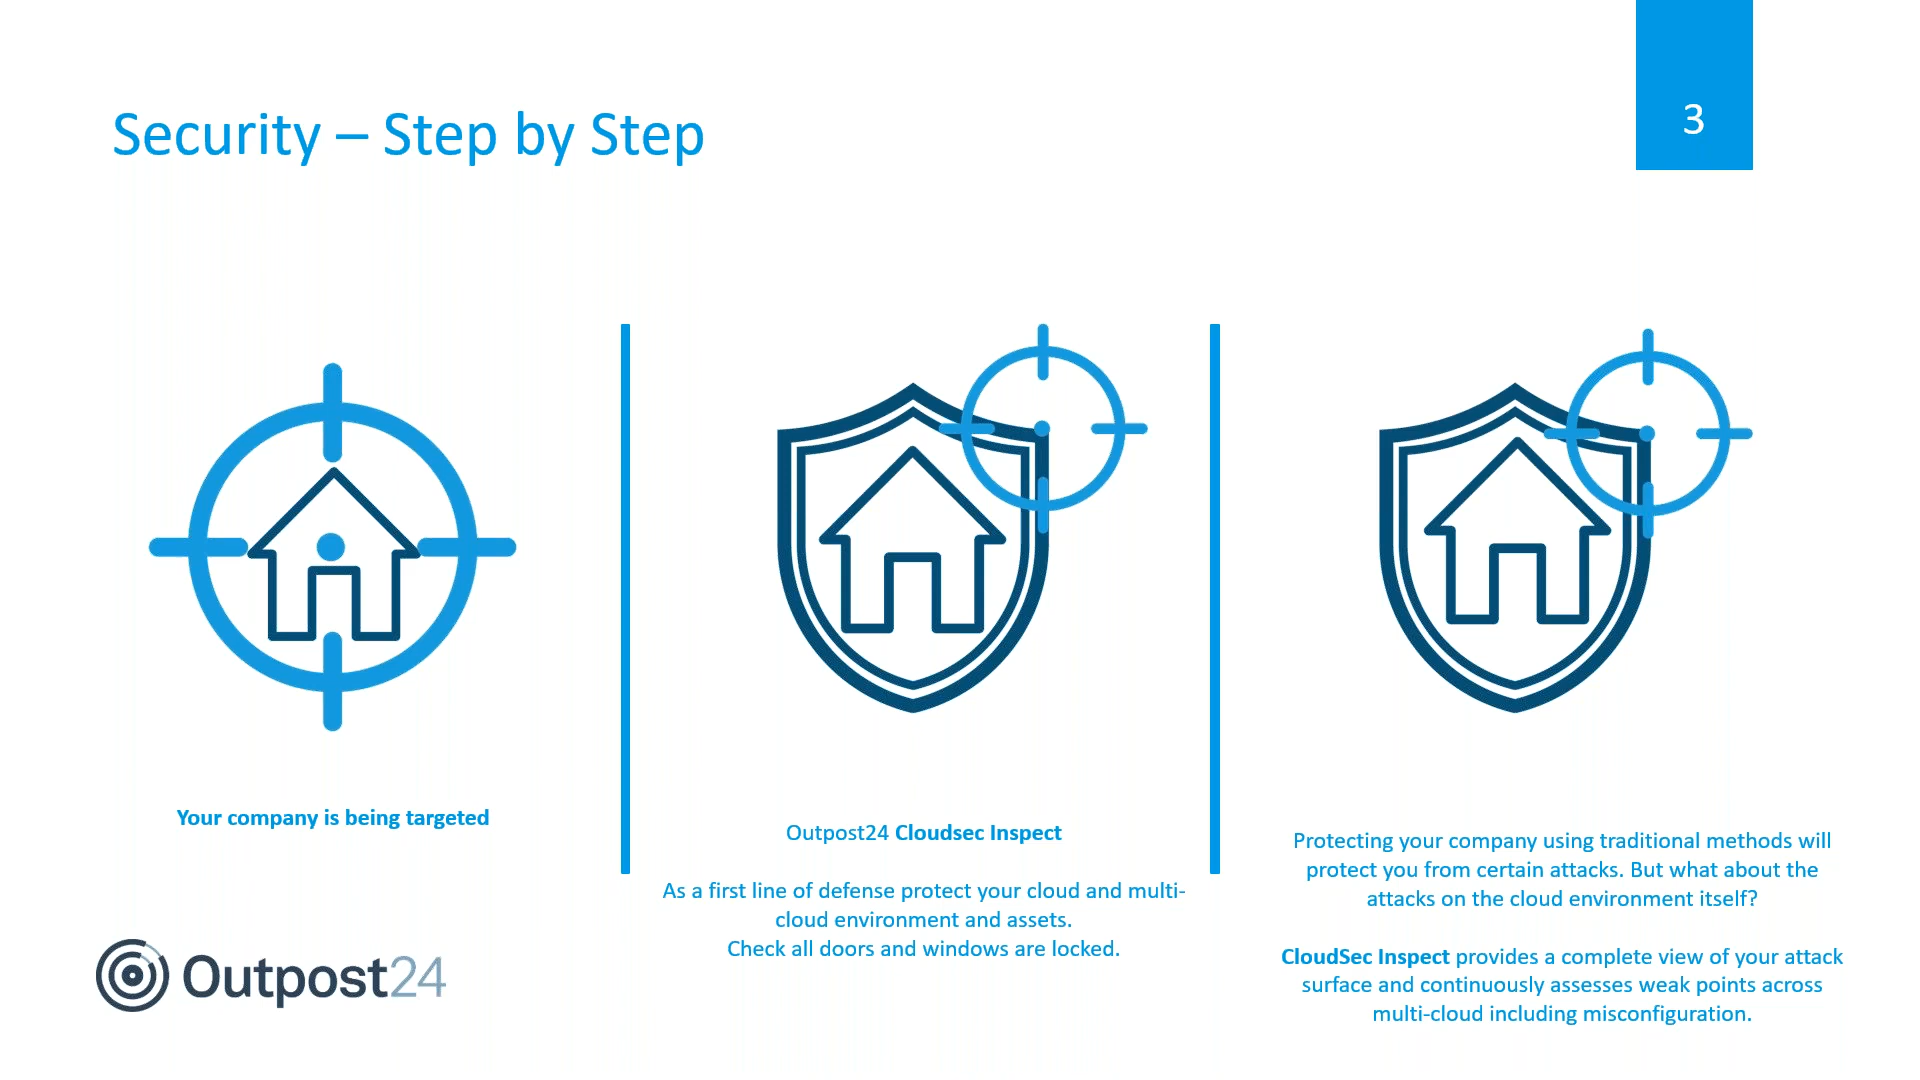 Security – Step by Step
3
Your company is being targeted
Outpost24 Cloudsec Inspect
As a first line of defense protect your cloud and multi-
cloud environment and assets.
Check all doors and windows are locked.
Protecting your company using traditional methods will
protect you from certain attacks. But what about the
attacks on the cloud environment itself?
CloudSec Inspect provides a complete view of your attack
surface and continuously assesses weak points across
multi-cloud including misconfiguration.
Outpost24